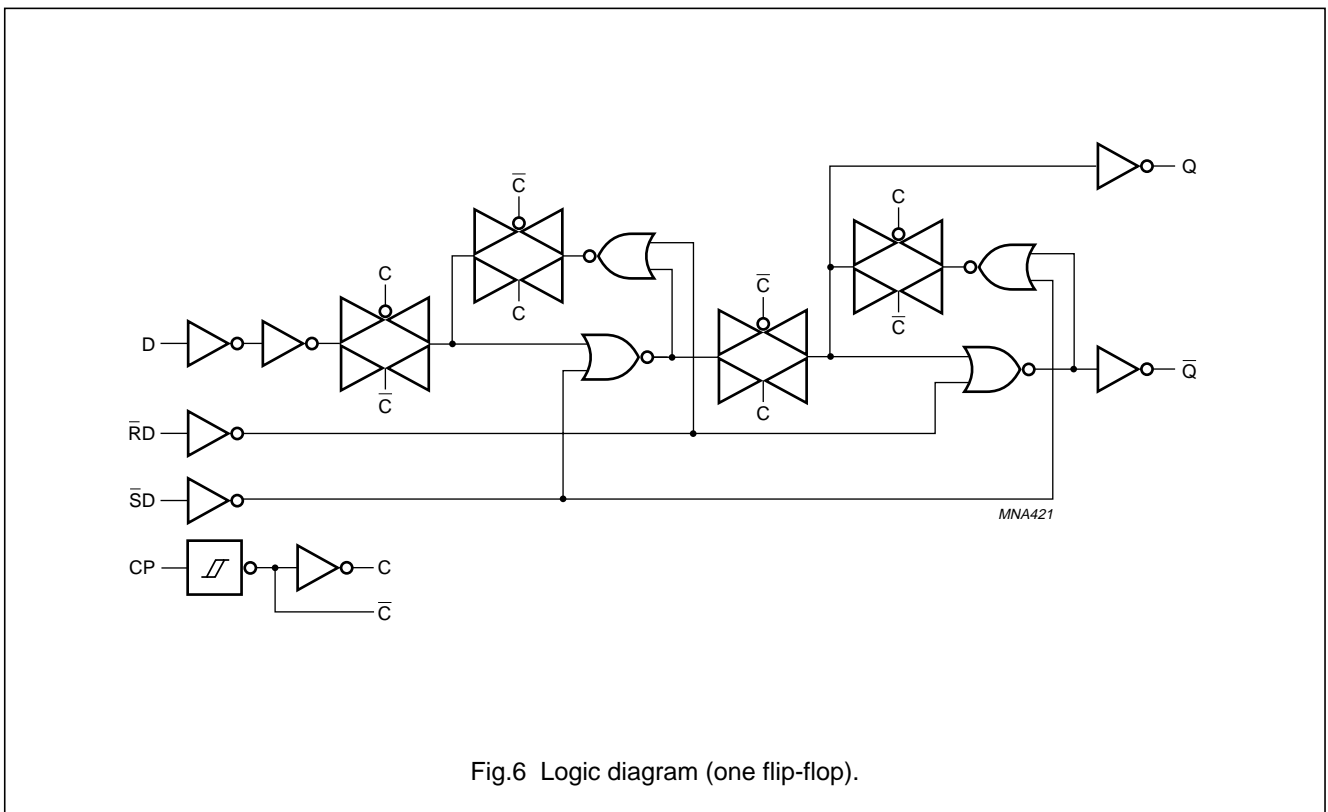 Q
C̅
C
C̅
C
D
C
C̅
C̅
Q̅
C
C̅
R̅D
S̅D
MNA421
CP
C
C̅
Fig.6 Logic diagram (one flip-flop).